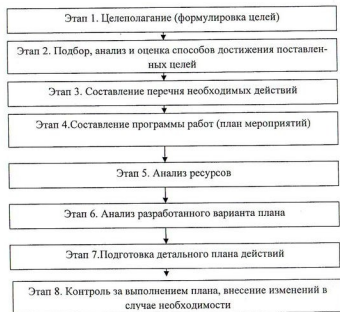 Этап 1. Целеполагание (формулировка целей)
Этап 2. Подбор, анализ и оценка способов достижения поставлен-
ных целей
Этап 3. Составление перечня необходимых действий
Этап 4.Составление программы работ (план мероприятий)
Этап 5. Анализ ресурсов
Этап 6. Анализ разработанного варианта плана
Этап 7.Подготовка детального плана действий
Этап 8. Контроль за выполнением плана, внесение изменений в
случае необходимости